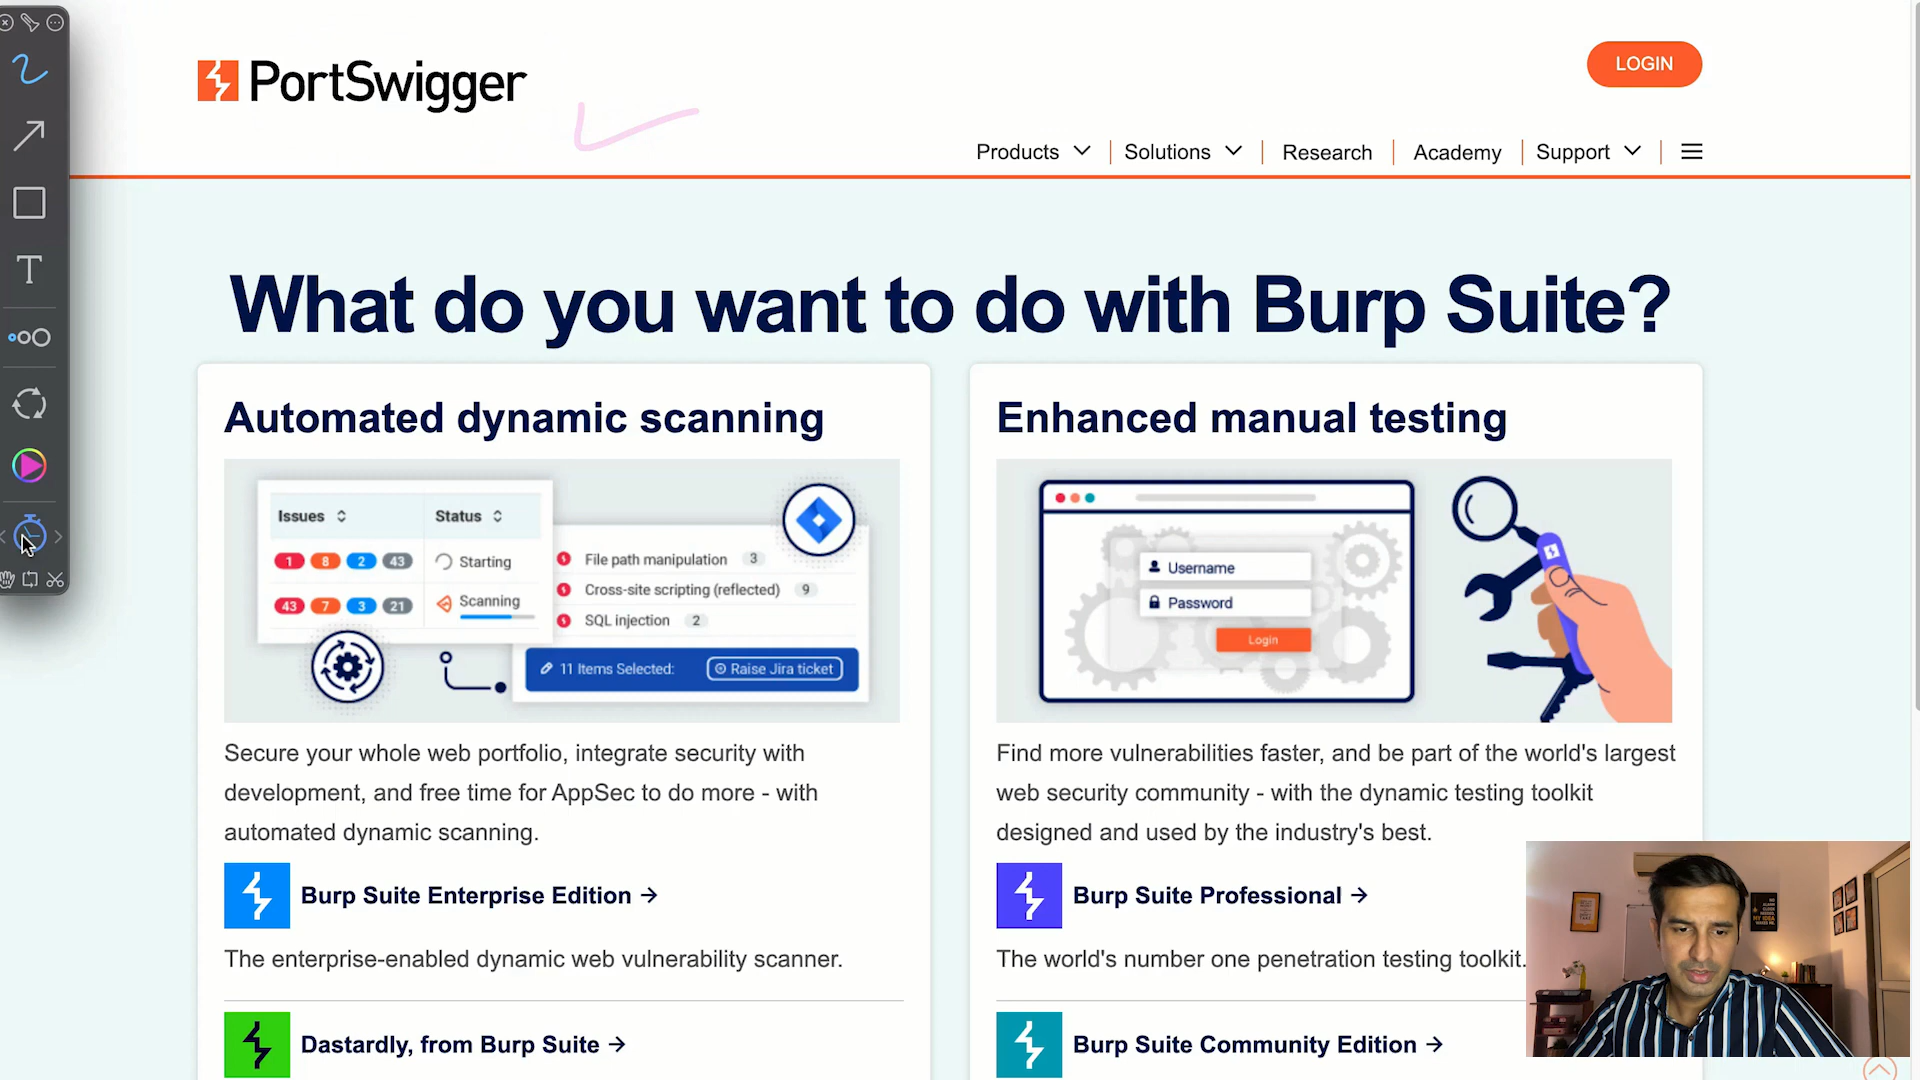 PortSwigger
LOGIN
Products
Solutions
Research
Academy
Support
What do you want to do with Burp Suite?
Automated dynamic scanning
Issues
Status
1 8 2 43
Starting
43 7 3 21
Scanning
File path manipulation 3
Cross-site scripting (reflected) 9
SQL injection 2
11 Items Selected:
Raise Jira ticket
Secure your whole web portfolio, integrate security with
development, and free time for AppSec to do more - with
automated dynamic scanning.
Burp Suite Enterprise Edition →
The enterprise-enabled dynamic web vulnerability scanner.
Dastardly, from Burp Suite →
Enhanced manual testing
Username
Password
Login
Find more vulnerabilities faster, and be part of the world's largest
web security community - with the dynamic testing toolkit
designed and used by the industry's best.
Burp Suite Professional →
The world's number one penetration testing toolkit.
Burp Suite Community Edition →
T